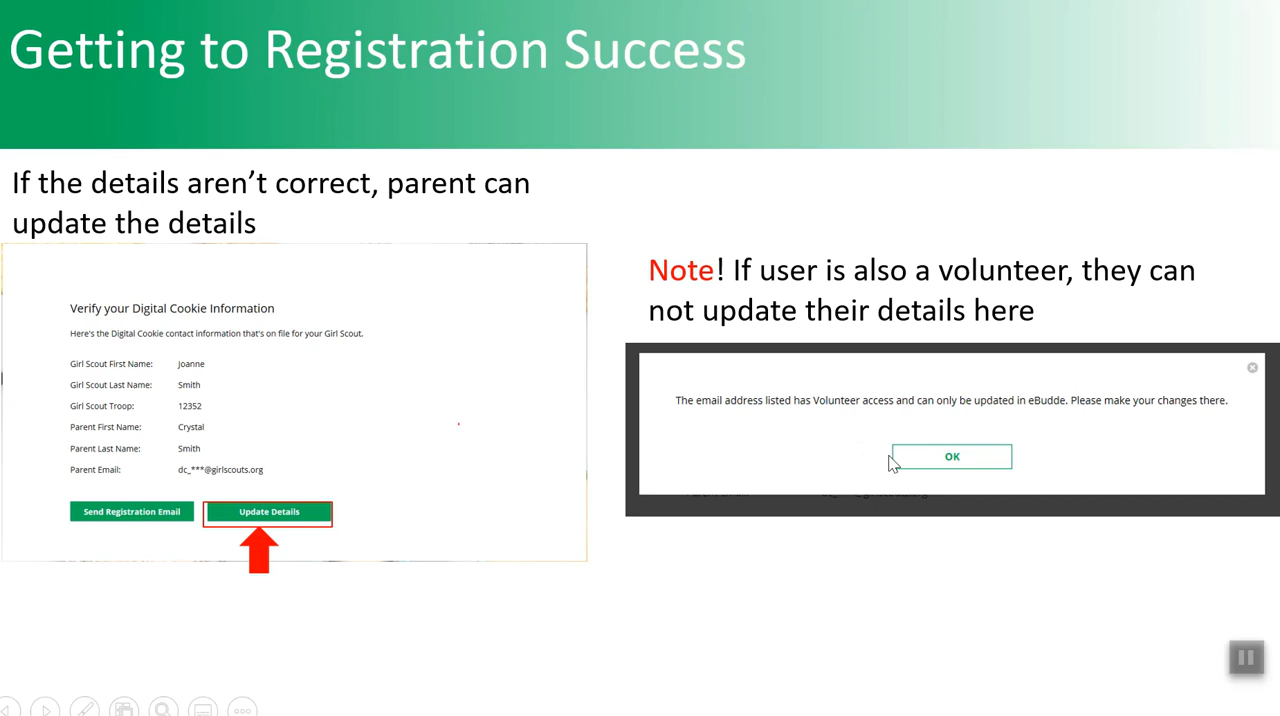 Getting to Registration Success
If the details aren't correct, parent can
update the details
Verify your Digital Cookie Information
Here's the Digital Cookie contact information that's on file for your Girl Scout.
Girl Scout First Name: Joanne
Girl Scout Last Name: Smith
Girl Scout Troop: 12352
Parent First Name: Crystal
Parent Last Name: Smith
Parent Email: dc_***@girlscouts.org
Send Registration Email Update Details
Note! If user is also a volunteer, they can
not update their details here
The email address listed has Volunteer access and can only be updated in eBudde. Please make your changes there.
OK